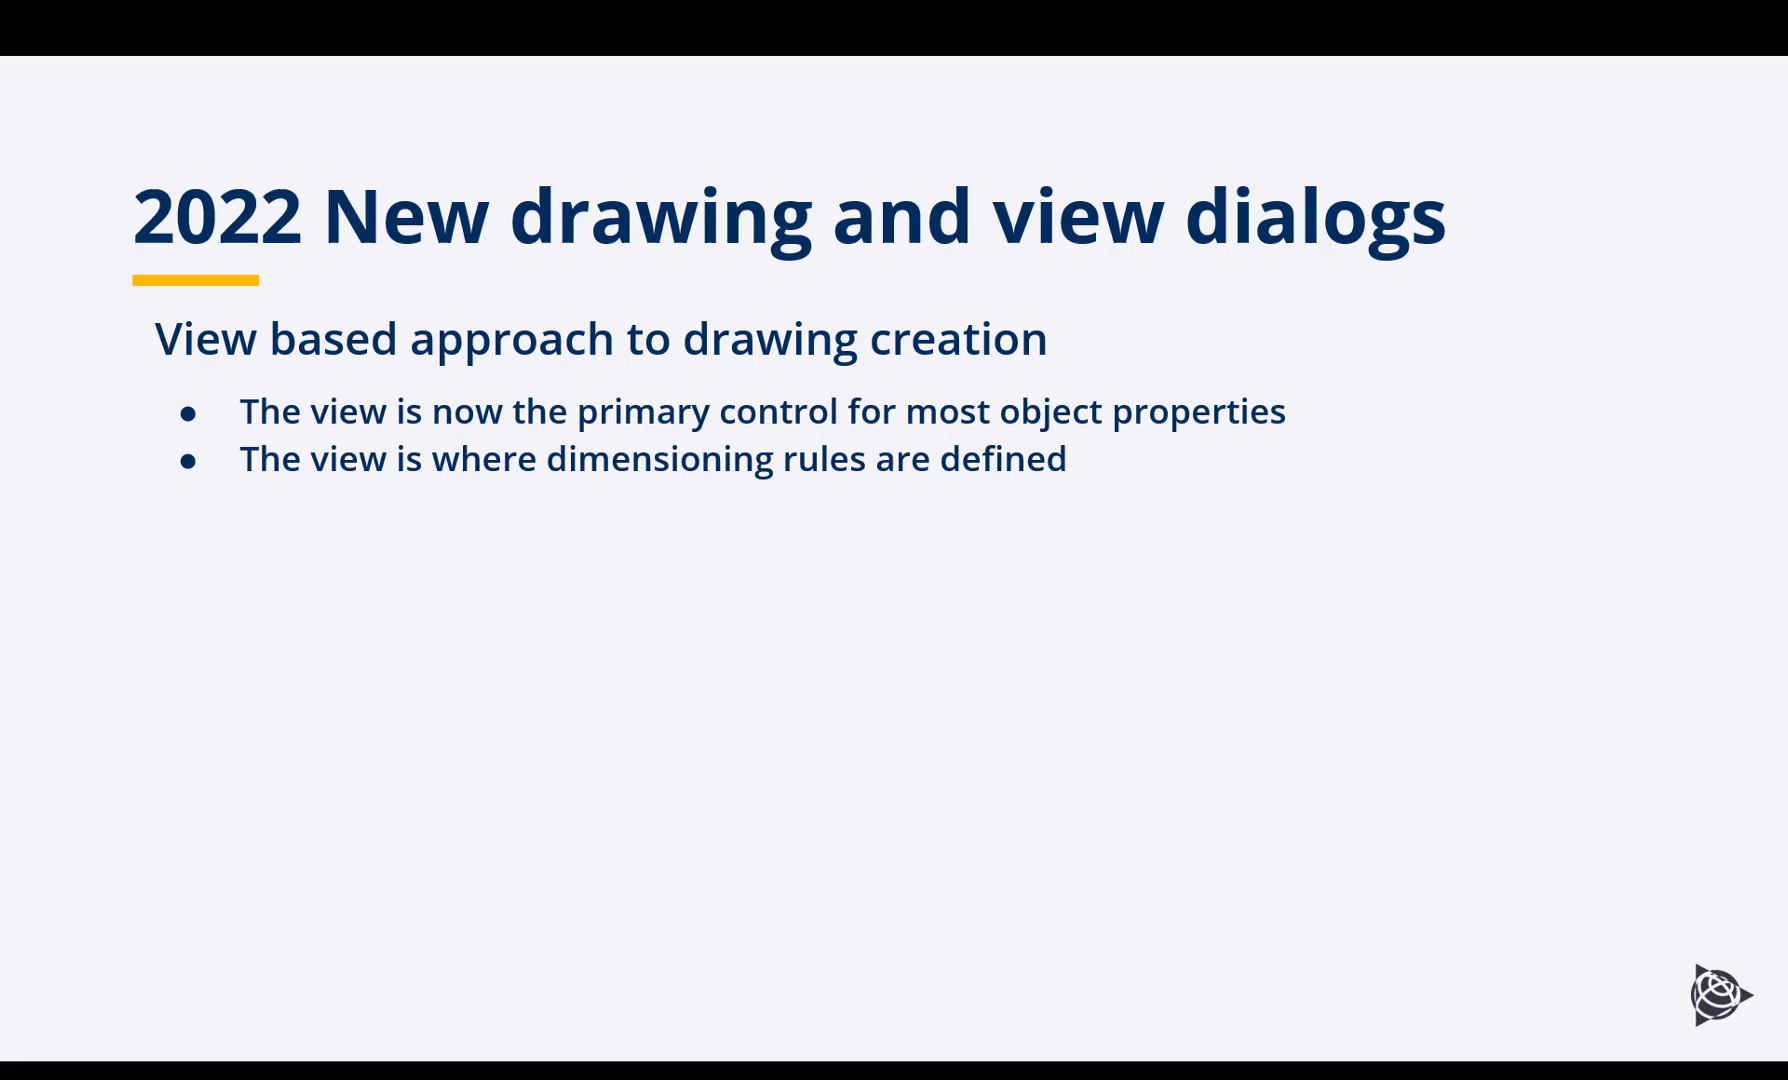 2022 New drawing and view dialogs
View based approach to drawing creation
● The view is now the primary control for most object properties
● The view is where dimensioning rules are defined